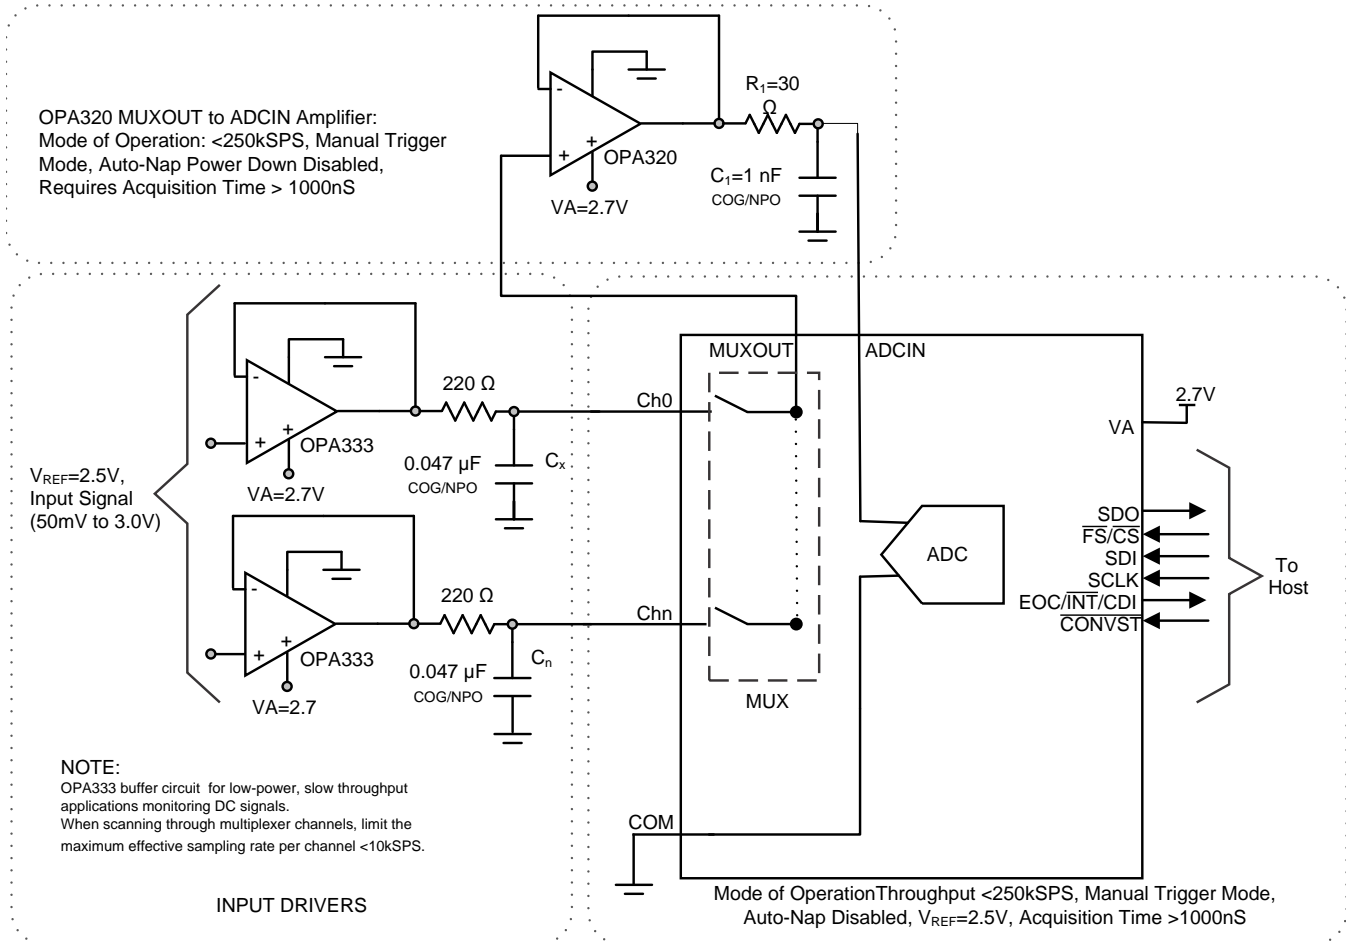 OPA320 MUXOUT to ADCIN Amplifier:
Mode of Operation: <250kSPS, Manual Trigger
Mode, Auto-Nap Power Down Disabled,
Requires Acquisition Time > 1000nS
-
+
+
OPA320
VA=2.7V
R₁=30
Ω
C₁=1 nF
COG/NPO
V_REF=2.5V,
Input Signal
(50mV to 3.0V)
-
+
+
OPA333
VA=2.7V
220 Ω
0.047 µF
COG/NPO
Cₓ
-
+
+
OPA333
VA=2.7
220 Ω
0.047 µF
COG/NPO
Cₙ
NOTE:
OPA333 buffer circuit for low-power, slow throughput
applications monitoring DC signals.
When scanning through multiplexer channels, limit the
maximum effective sampling rate per channel <10kSPS.
INPUT DRIVERS
MUXOUT
ADCIN
Ch0
Chn
MUX
ADC
COM
VA
2.7V
SDO
F̅S̅/C̅S̅
SDI
SCLK
EOC/I̅N̅T̅/CDI
C̅O̅N̅V̅S̅T̅
To
Host
Mode of OperationThroughput <250kSPS, Manual Trigger Mode,
Auto-Nap Disabled, V_REF=2.5V, Acquisition Time >1000nS